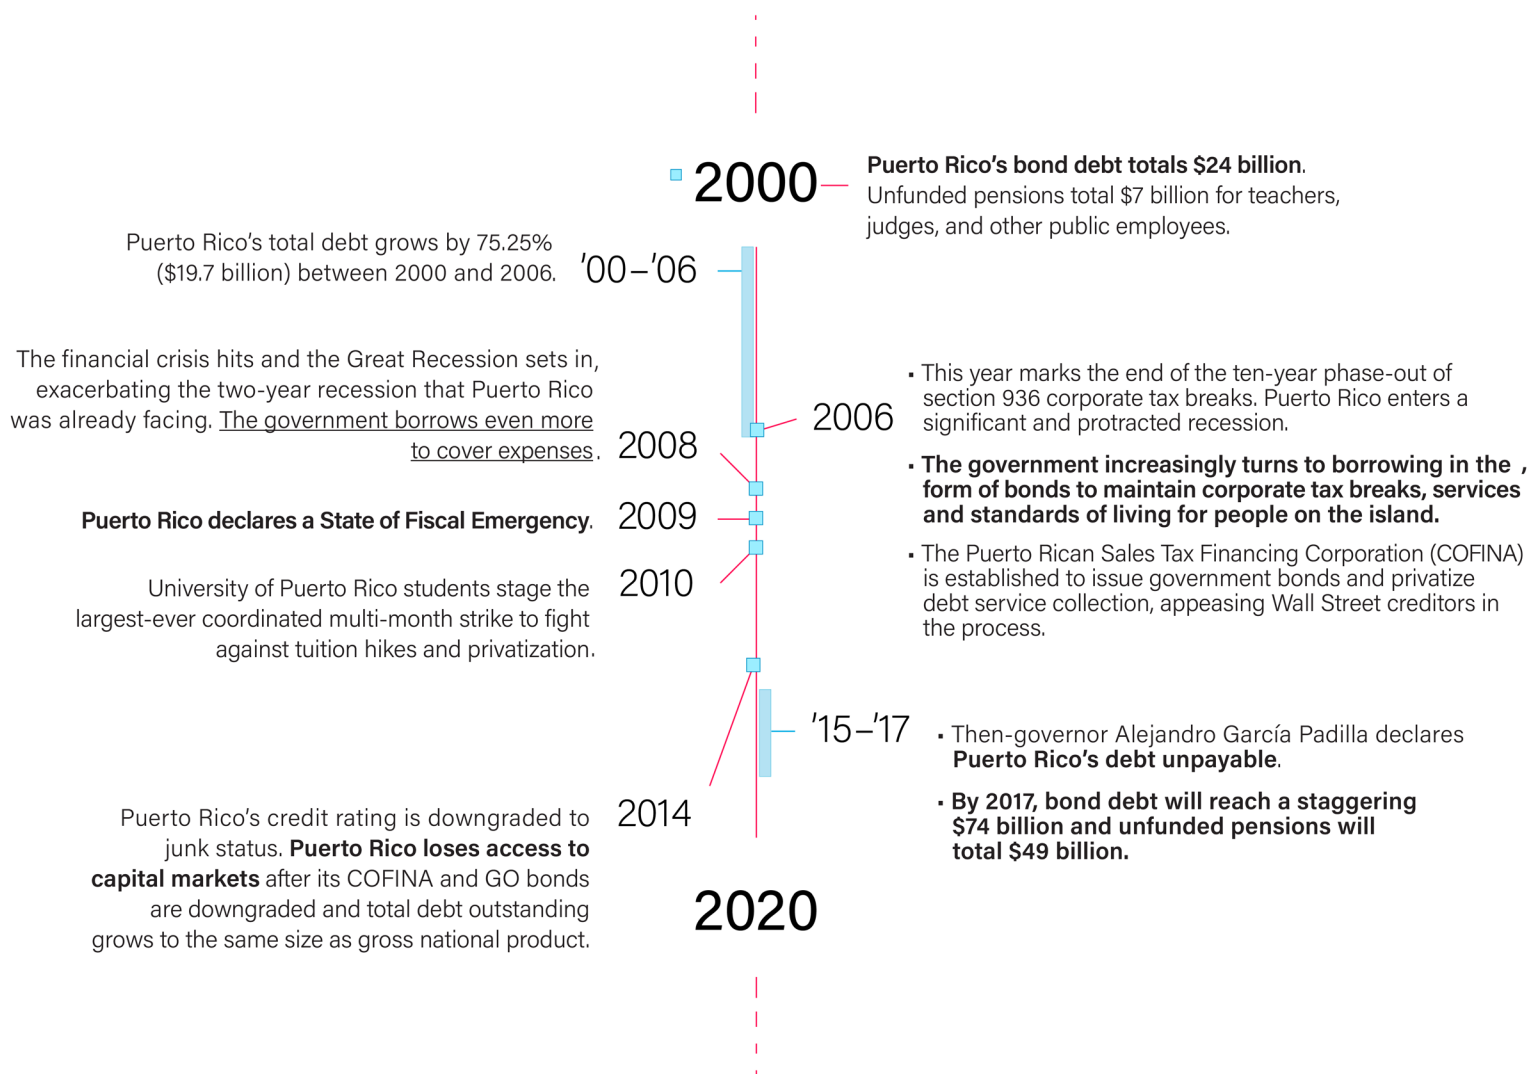 2000
Puerto Rico’s bond debt totals $24 billion.
Unfunded pensions total $7 billion for teachers,
judges, and other public employees.
Puerto Rico’s total debt grows by 75.25%
($19.7 billion) between 2000 and 2006.
’00–’06
The financial crisis hits and the Great Recession sets in,
exacerbating the two-year recession that Puerto Rico
was already facing. The government borrows even more
to cover expenses.
2008
2006
▪ This year marks the end of the ten-year phase-out of
section 936 corporate tax breaks. Puerto Rico enters a
significant and protracted recession.
▪ The government increasingly turns to borrowing in the ,
form of bonds to maintain corporate tax breaks, services
and standards of living for people on the island.
▪ The Puerto Rican Sales Tax Financing Corporation (COFINA)
is established to issue government bonds and privatize
debt service collection, appeasing Wall Street creditors in
the process.
Puerto Rico declares a State of Fiscal Emergency.
2009
University of Puerto Rico students stage the
largest-ever coordinated multi-month strike to fight
against tuition hikes and privatization.
2010
’15–’17
▪ Then-governor Alejandro García Padilla declares
Puerto Rico’s debt unpayable.
▪ By 2017, bond debt will reach a staggering
$74 billion and unfunded pensions will
total $49 billion.
Puerto Rico’s credit rating is downgraded to
junk status. Puerto Rico loses access to
capital markets after its COFINA and GO bonds
are downgraded and total debt outstanding
grows to the same size as gross national product.
2014
2020